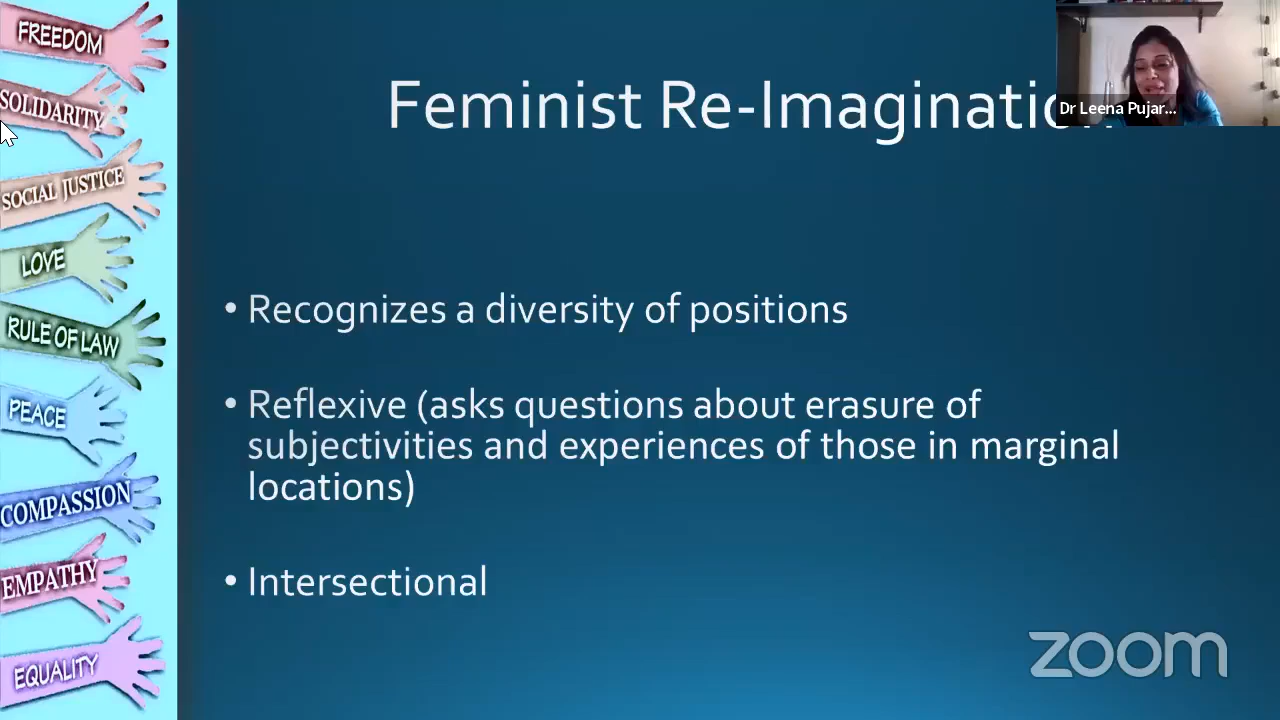 FREEDOM
SOLIDARITY
SOCIAL JUSTICE
LOVE
RULE OF LAW
PEACE
COMPASSION
EMPATHY
EQUALITY
Feminist Re-Imagination
Dr Leena Pujar...
• Recognizes a diversity of positions
• Reflexive (asks questions about erasure of
subjectivities and experiences of those in marginal
locations)
• Intersectional
zoom